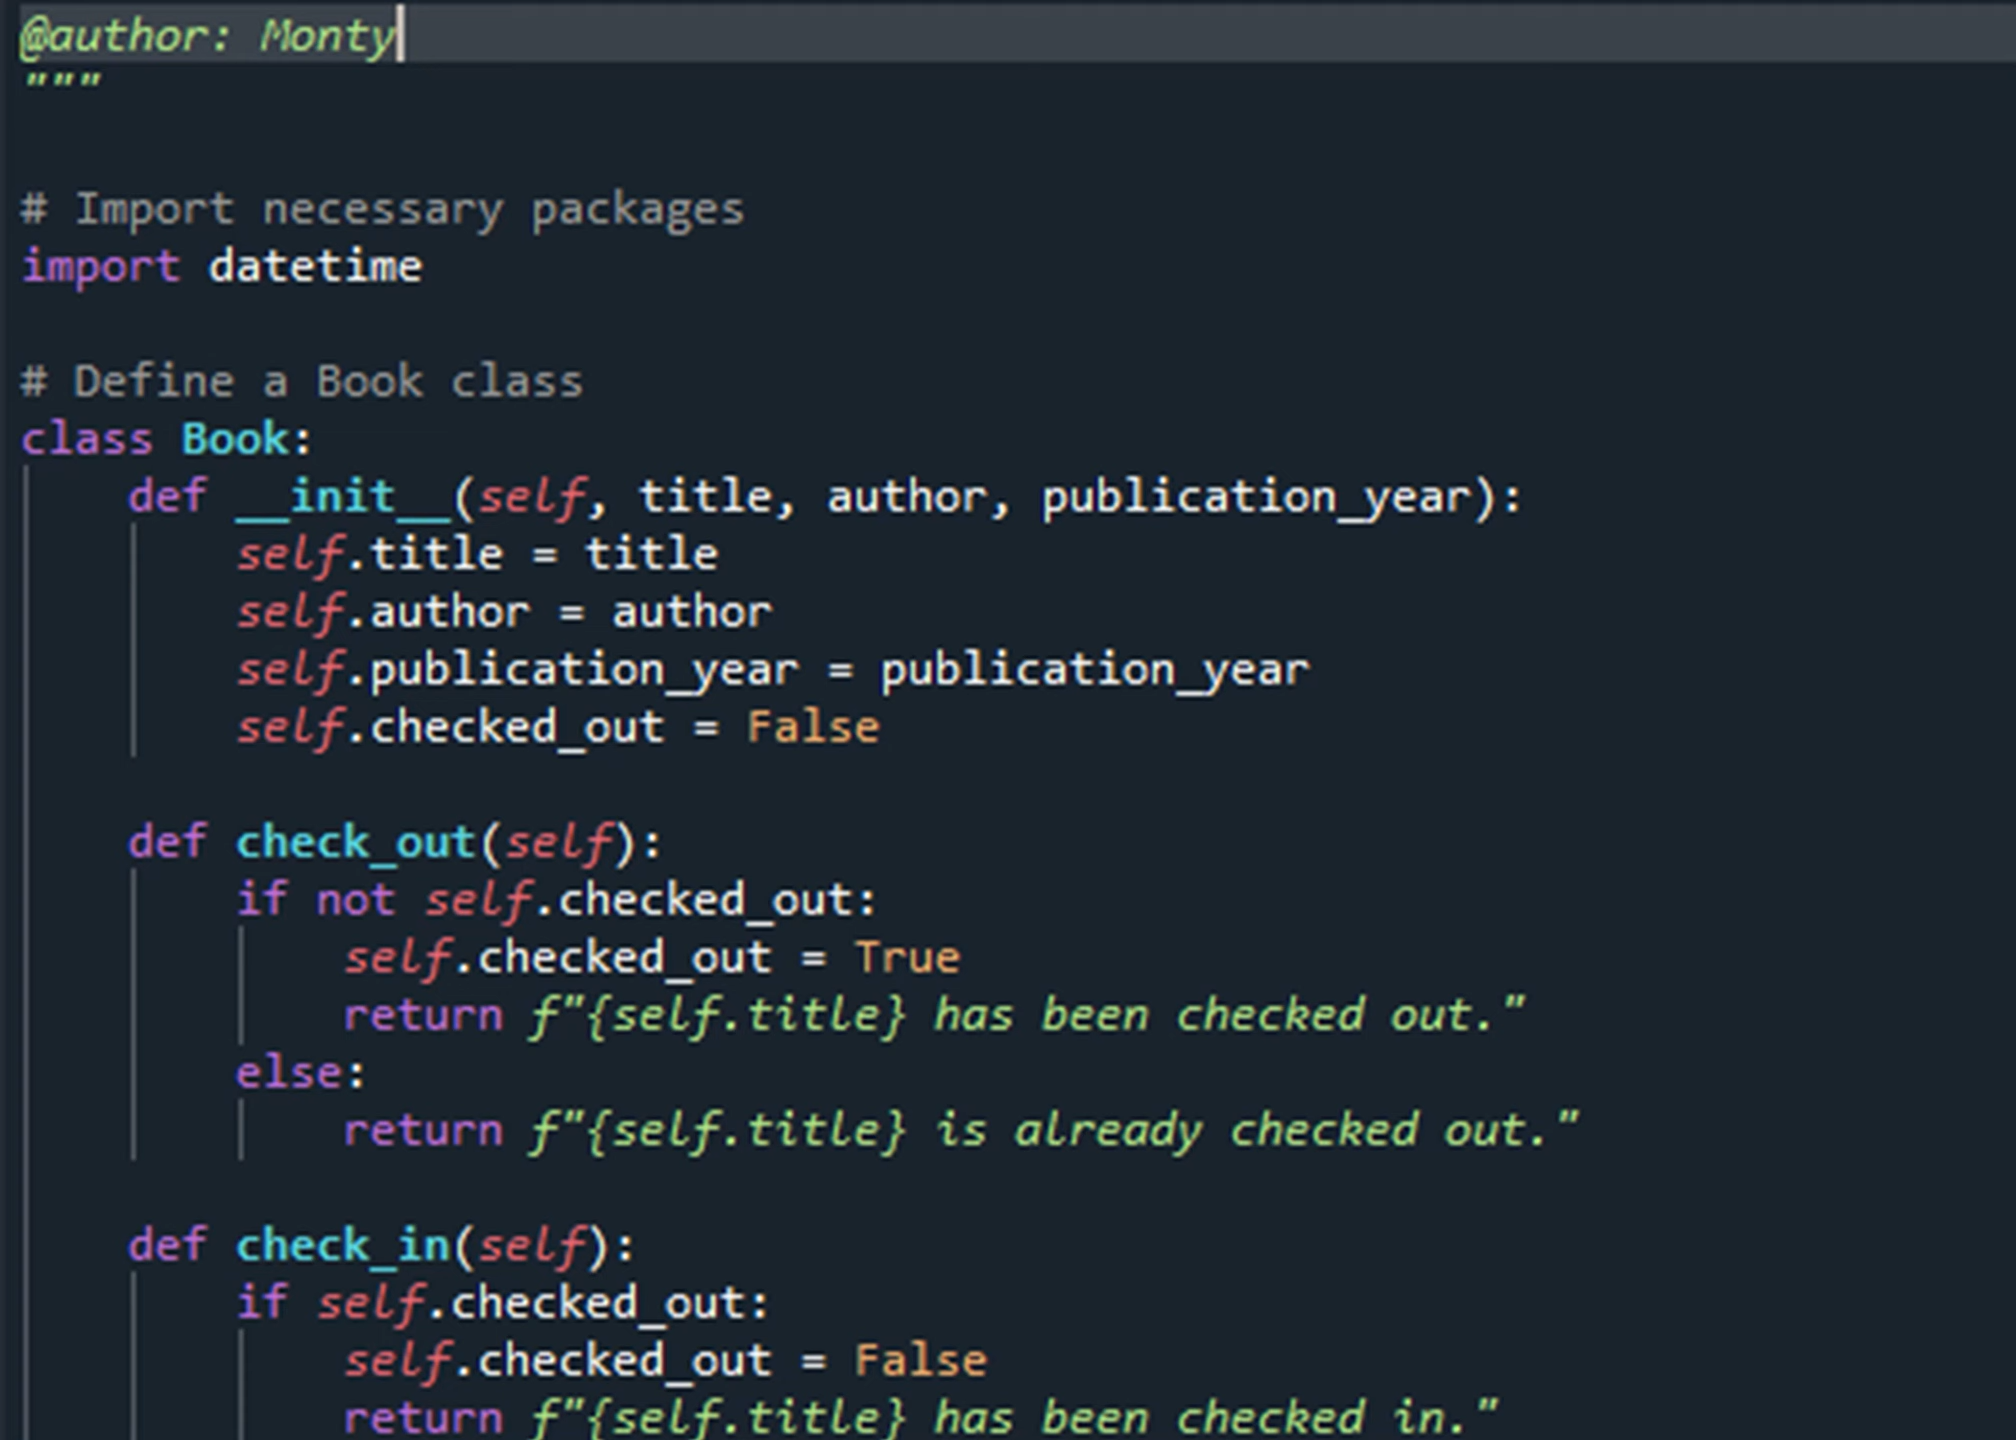 @author: Monty
"""
# Import necessary packages
import datetime
# Define a Book class
class Book:
    def __init__(self, title, author, publication_year):
        self.title = title
        self.author = author
        self.publication_year = publication_year
        self.checked_out = False
    def check_out(self):
        if not self.checked_out:
            self.checked_out = True
            return f"{self.title} has been checked out."
        else:
            return f"{self.title} is already checked out."
    def check_in(self):
        if self.checked_out:
            self.checked_out = False
            return f"{self.title} has been checked in."